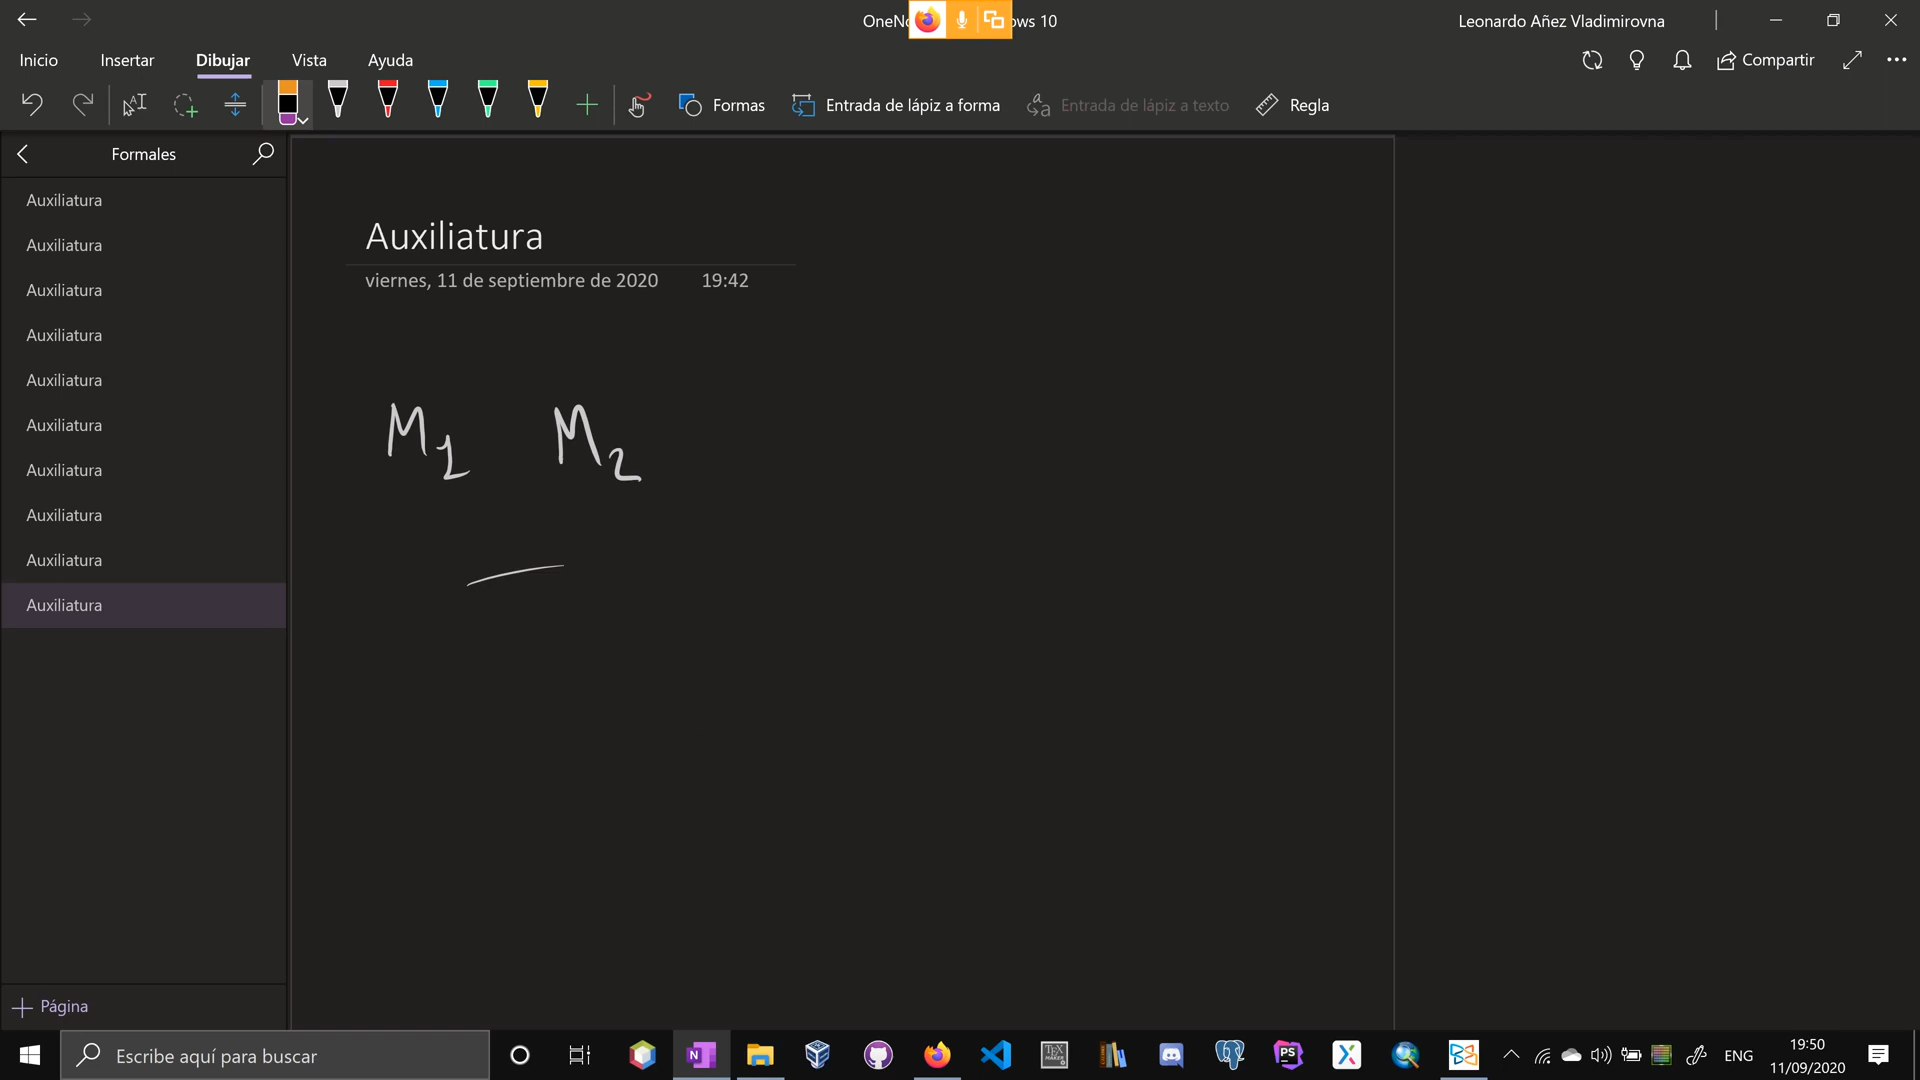 OneNo
ows 10
Leonardo Añez Vladimirovna
Inicio Insertar Dibujar Vista Ayuda
Compartir
Formas Entrada de lápiz a forma Entrada de lápiz a texto Regla
Formales
Auxiliatura
Auxiliatura
Auxiliatura
Auxiliatura
Auxiliatura
Auxiliatura
Auxiliatura
Auxiliatura
Auxiliatura
Auxiliatura
Auxiliatura
viernes, 11 de septiembre de 2020 19:42
M₁ M₂
Página
Escribe aquí para buscar
ENG
19:50
11/09/2020